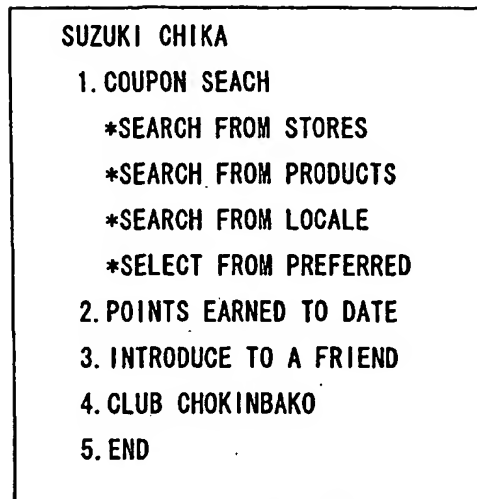 SUZUKI CHIKA
1. COUPON SEACH
*SEARCH FROM STORES
*SEARCH FROM PRODUCTS
*SEARCH FROM LOCALE
*SELECT FROM PREFERRED
2. POINTS EARNED TO DATE
3. INTRODUCE TO A FRIEND
4. CLUB CHOKINBAKO
5. END